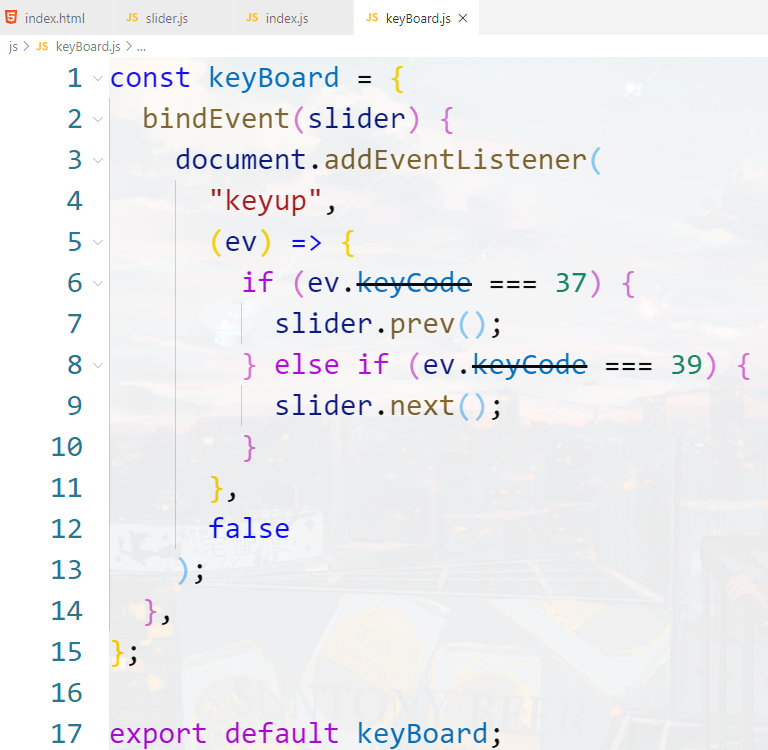 index.html JS slider.js JS index.js JS keyBoard.js ×
js > JS keyBoard.js > ...
1 const keyBoard = {
2 bindEvent(slider) {
3 document.addEventListener(
4 "keyup",
5 (ev) => {
6 if (ev.keyCode === 37) {
7 slider.prev();
8 } else if (ev.keyCode === 39) {
9 slider.next();
10 }
11 },
12 false
13 );
14 },
15 };
16
17 export default keyBoard;